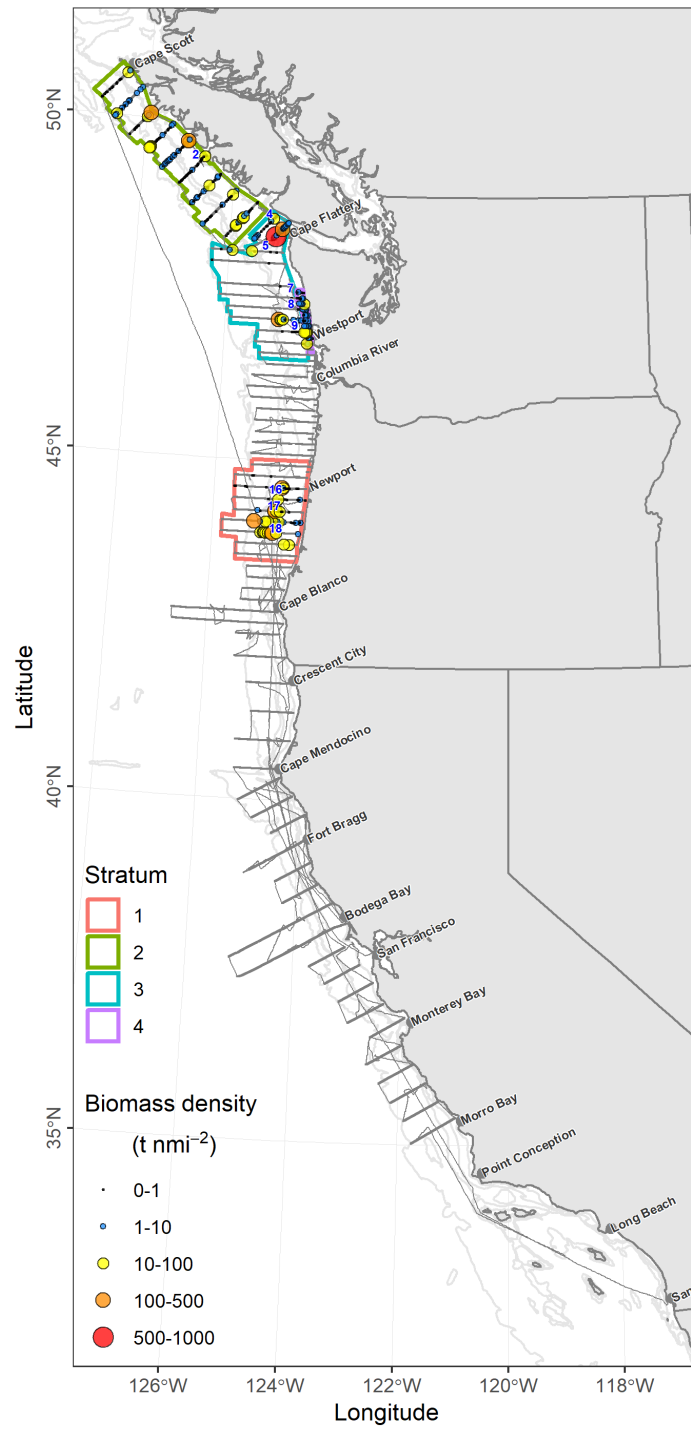 Cape Scott
50°N
2
4
Cape Flattery
5
7
8
9
Westport
Columbia River
45°N
16
Newport
17
18
Cape Blanco
Latitude
Crescent City
Cape Mendocino
40°N
Fort Bragg
Stratum
1
2
3
4
Bodega Bay
San Francisco
Monterey Bay
Biomass density
(t nmi−2)
0-1
1-10
10-100
100-500
500-1000
35°N
Morro Bay
Point Conception
Long Beach
San
126°W
124°W
122°W
120°W
118°W
Longitude